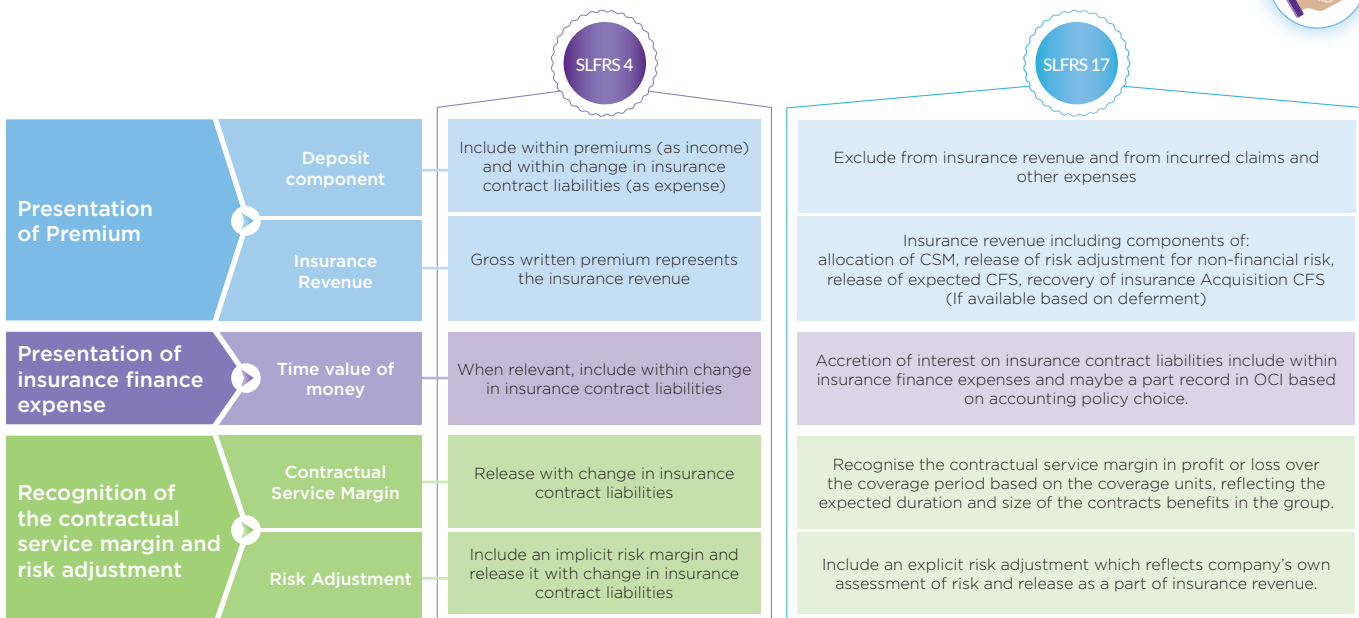 SLFRS 4
SLFRS 17
Presentation
of Premium
Deposit
component
Include within premiums (as income)
and within change in insurance
contract liabilities (as expense)
Exclude from insurance revenue and from incurred claims and
other expenses
Insurance
Revenue
Gross written premium represents
the insurance revenue
Insurance revenue including components of:
allocation of CSM, release of risk adjustment for non-financial risk,
release of expected CFS, recovery of insurance Acquisition CFS
(If available based on deferment)
Presentation of
insurance finance
expense
Time value of
money
When relevant, include within change
in insurance contract liabilities
Accretion of interest on insurance contract liabilities include within
insurance finance expenses and maybe a part record in OCI based
on accounting policy choice.
Recognition of
the contractual
service margin and
risk adjustment
Contractual
Service Margin
Release with change in insurance
contract liabilities
Recognise the contractual service margin in profit or loss over
the coverage period based on the coverage units, reflecting the
expected duration and size of the contracts benefits in the group.
Risk Adjustment
Include an implicit risk margin and
release it with change in insurance
contract liabilities
Include an explicit risk adjustment which reflects company's own
assessment of risk and release as a part of insurance revenue.